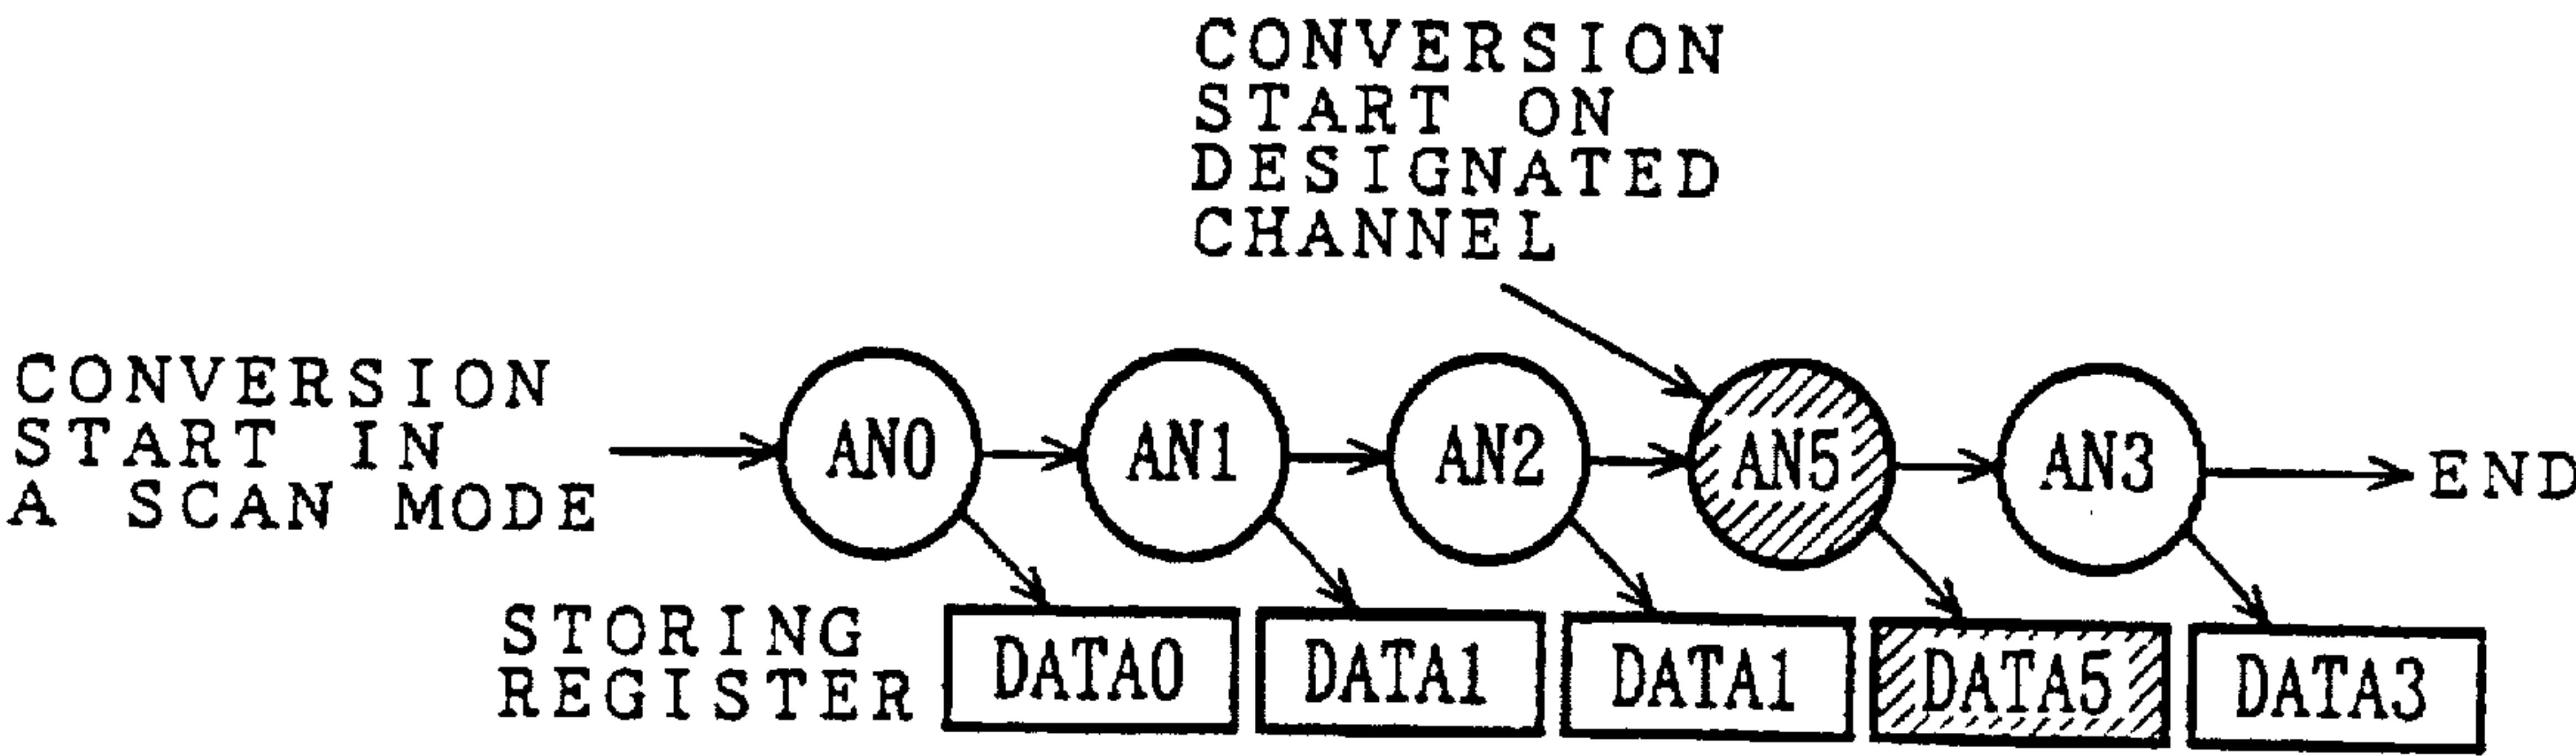 CONVERSION
START ON
DESIGNATED
CHANNEL
CONVERSION
START IN
A SCAN MODE
AN0 AN1 AN2 AN5 AN3 END
STORING
REGISTER
DATA0 DATA1 DATA1 DATA5 DATA3